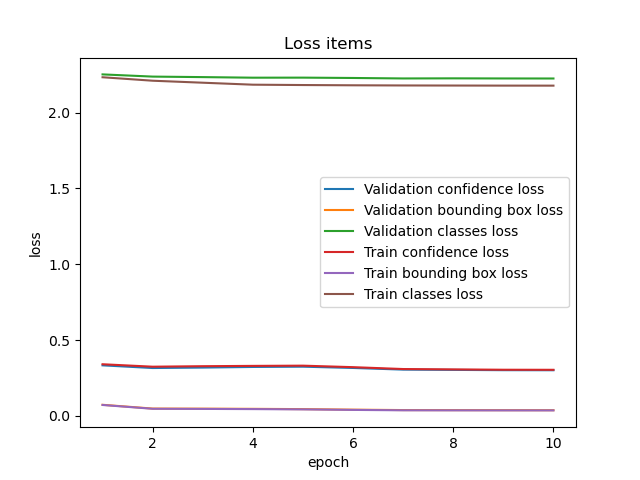 Loss items
2.0
1.5
1.0
0.5
0.0
loss
Validation confidence loss
Validation bounding box loss
Validation classes loss
Train confidence loss
Train bounding box loss
Train classes loss
2 4 6 8 10
epoch